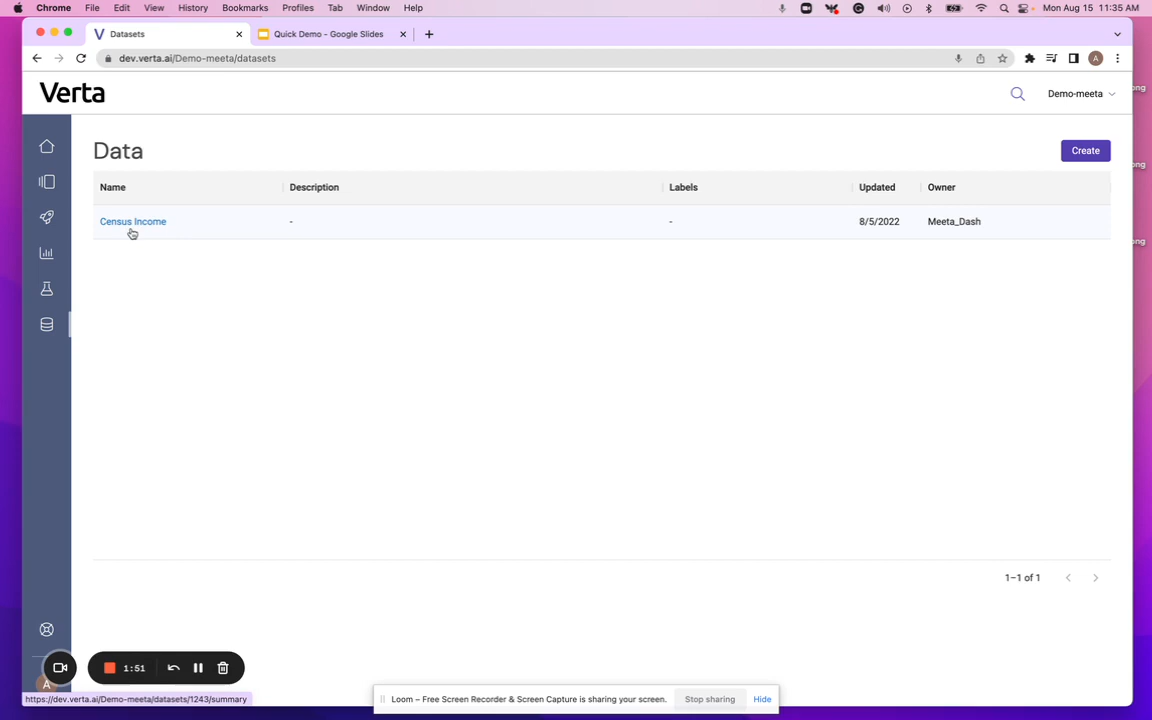 Chrome File Edit View History Bookmarks Profiles Tab Window Help Mon Aug 15 11:35 AM
Datasets Quick Demo - Google Slides
dev.verta.ai/Demo-meeta/datasets A
Verta Demo-meeta
Data Create
Name Description Labels Updated Owner
Census Income - - 8/5/2022 Meeta_Dash
1–1 of 1
1:51
A
https://dev.verta.ai/Demo-meeta/datasets/1243/summary
Loom – Free Screen Recorder & Screen Capture is sharing your screen. Stop sharing Hide